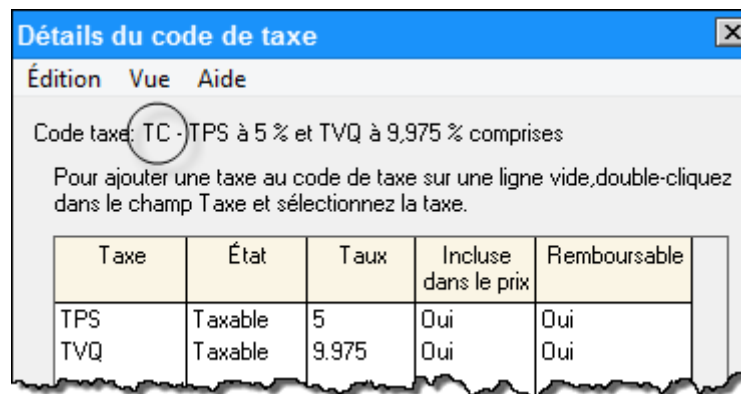 Détails du code de taxe
Édition Vue Aide
Code taxe: TC - TPS à 5 % et TVQ à 9,975 % comprises
Pour ajouter une taxe au code de taxe sur une ligne vide,double-cliquez
dans le champ Taxe et sélectionnez la taxe.
Taxe État Taux Incluse dans le prix Remboursable
TPS Taxable 5 Oui Oui
TVQ Taxable 9.975 Oui Oui